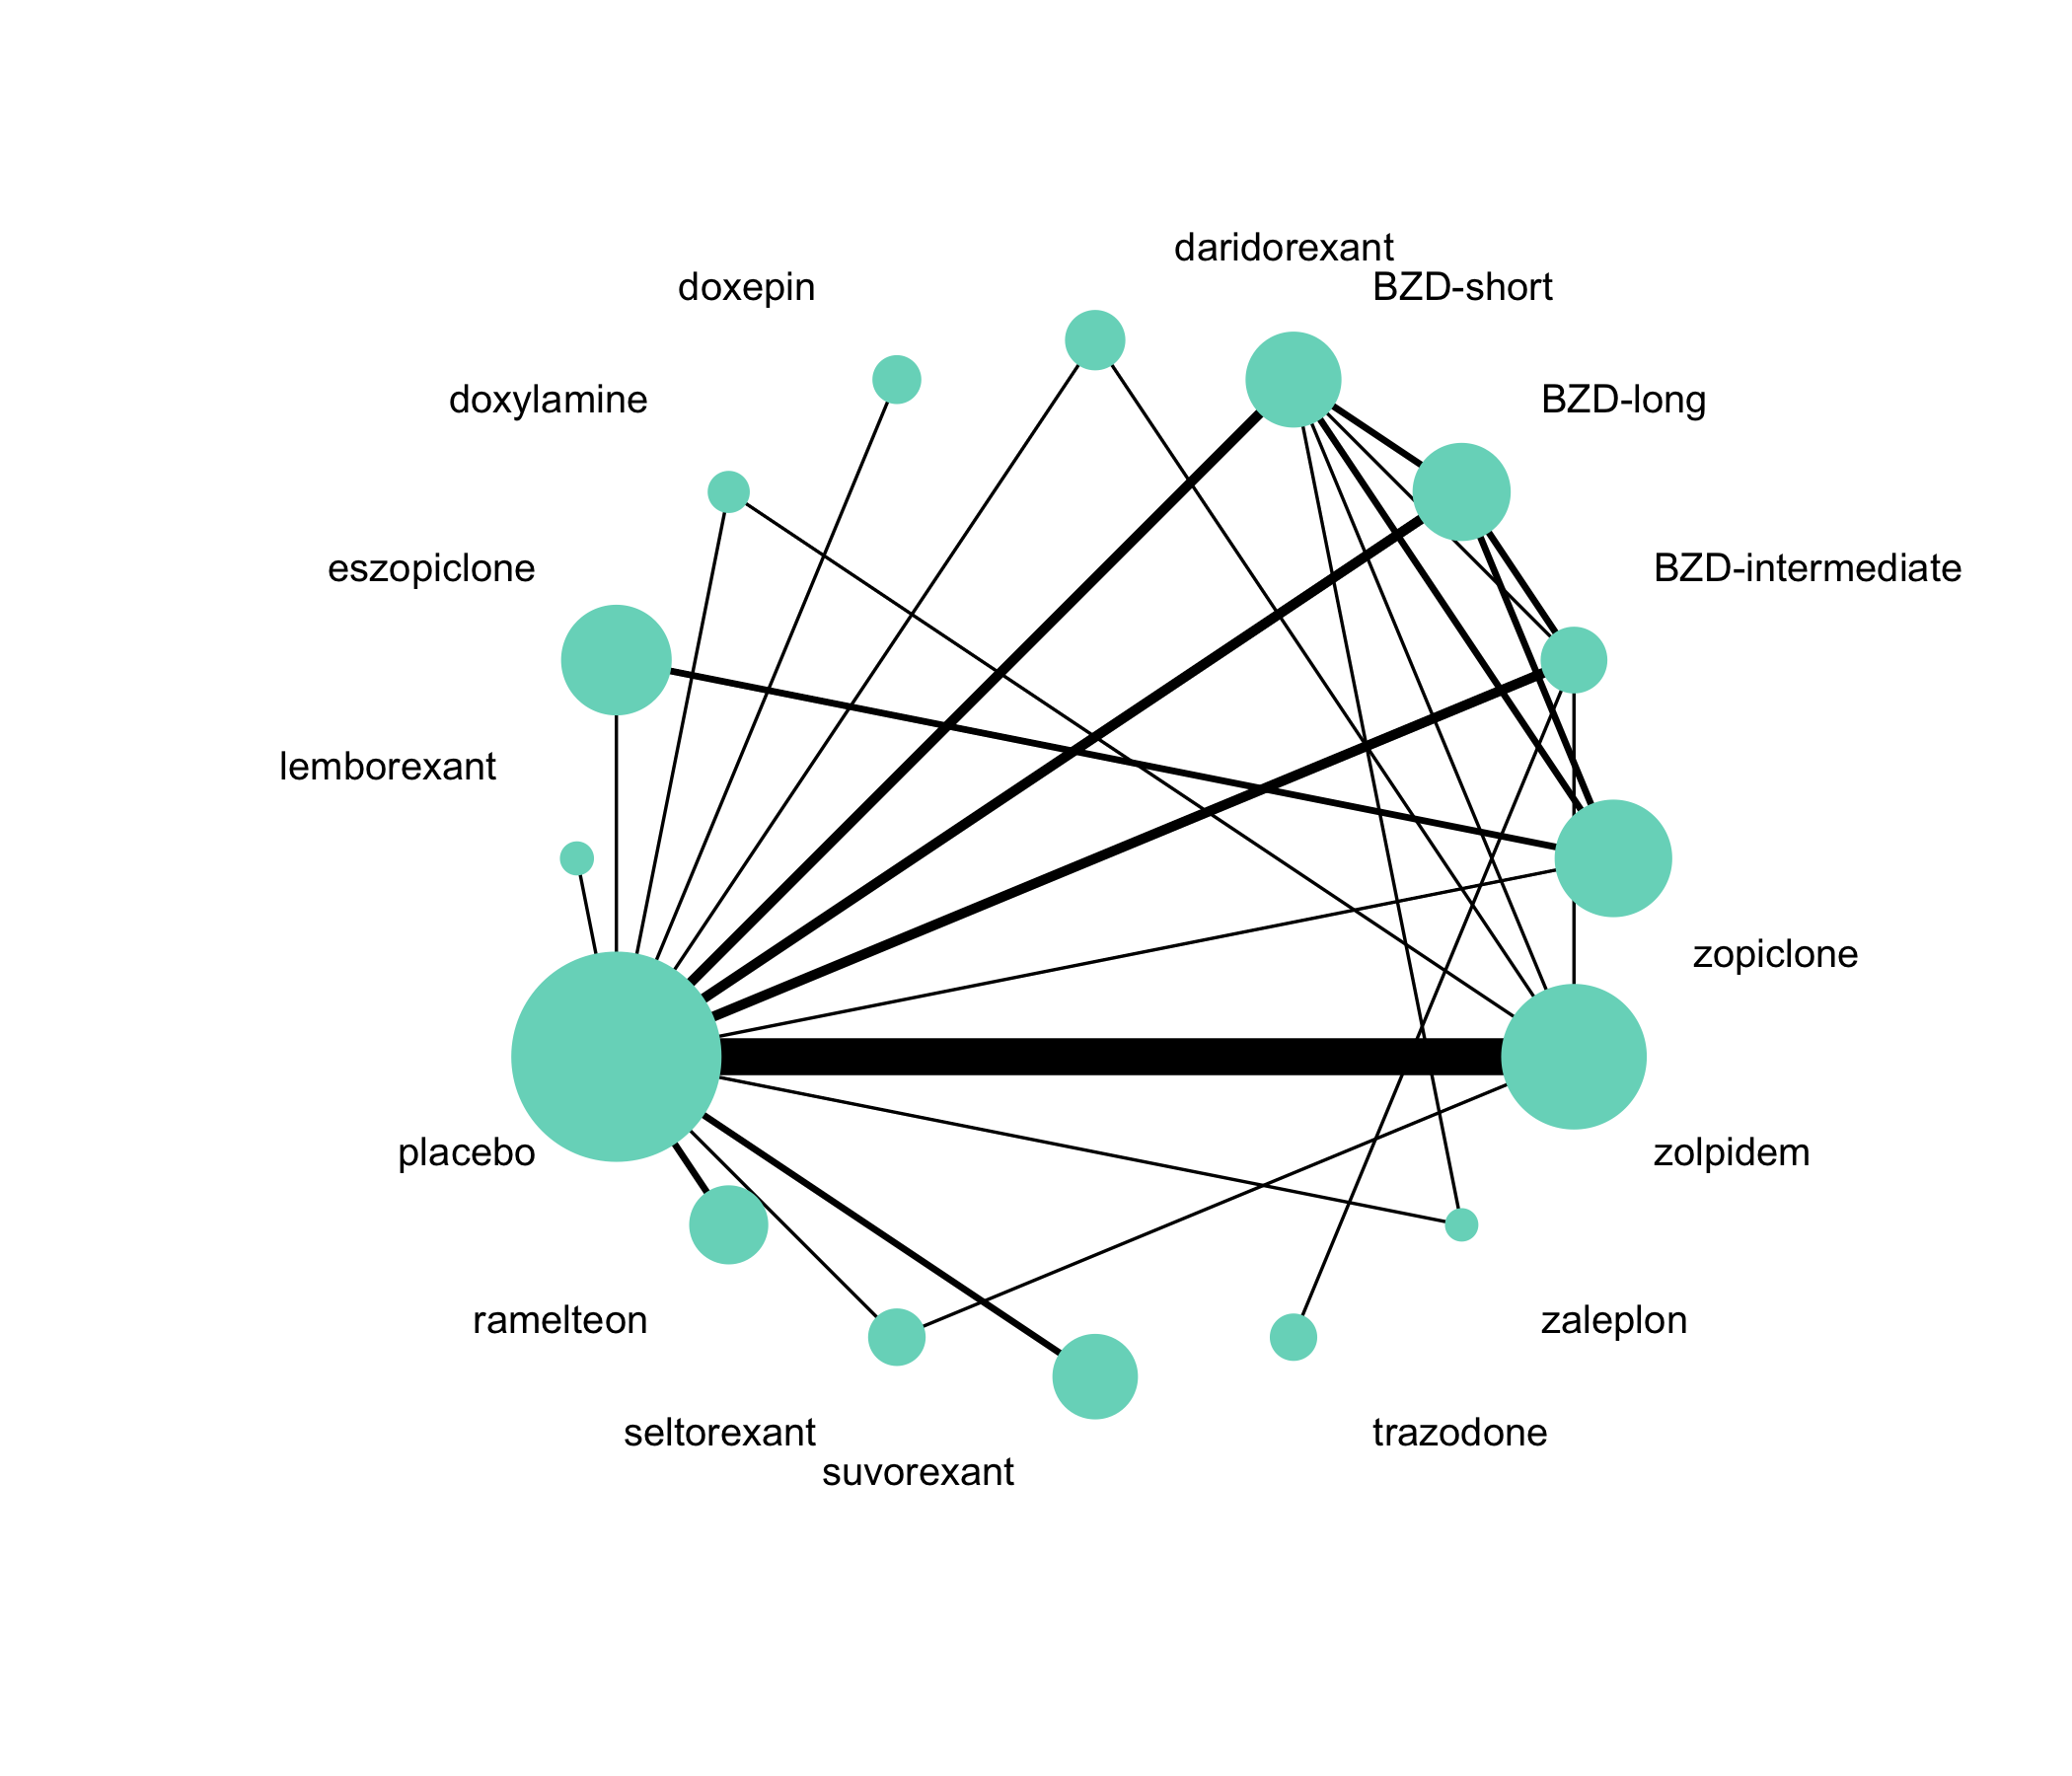 daridorexant
doxepin
BZD-short
doxylamine
BZD-long
eszopiclone
BZD-intermediate
lemborexant
zopiclone
placebo
zolpidem
ramelteon
zaleplon
seltorexant
trazodone
suvorexant